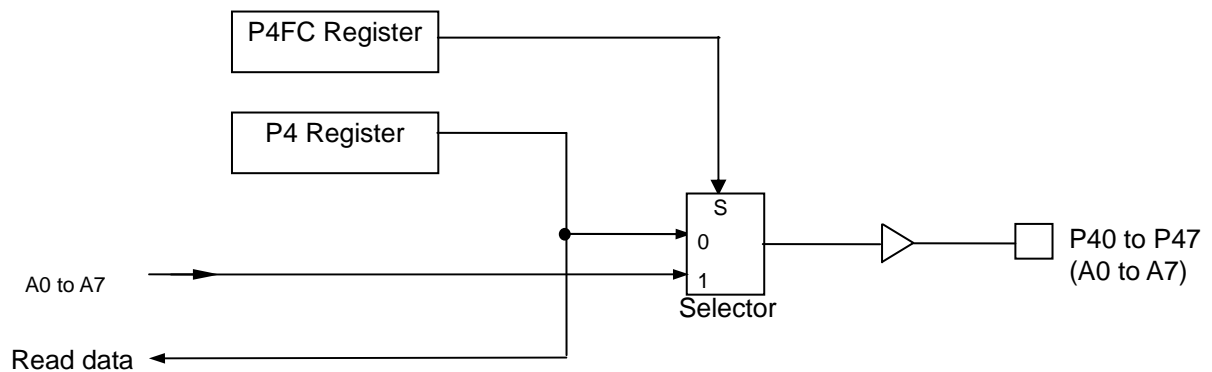 P4FC Register
P4 Register
S
0
1
Selector
A0 to A7
Read data
P40 to P47
(A0 to A7)